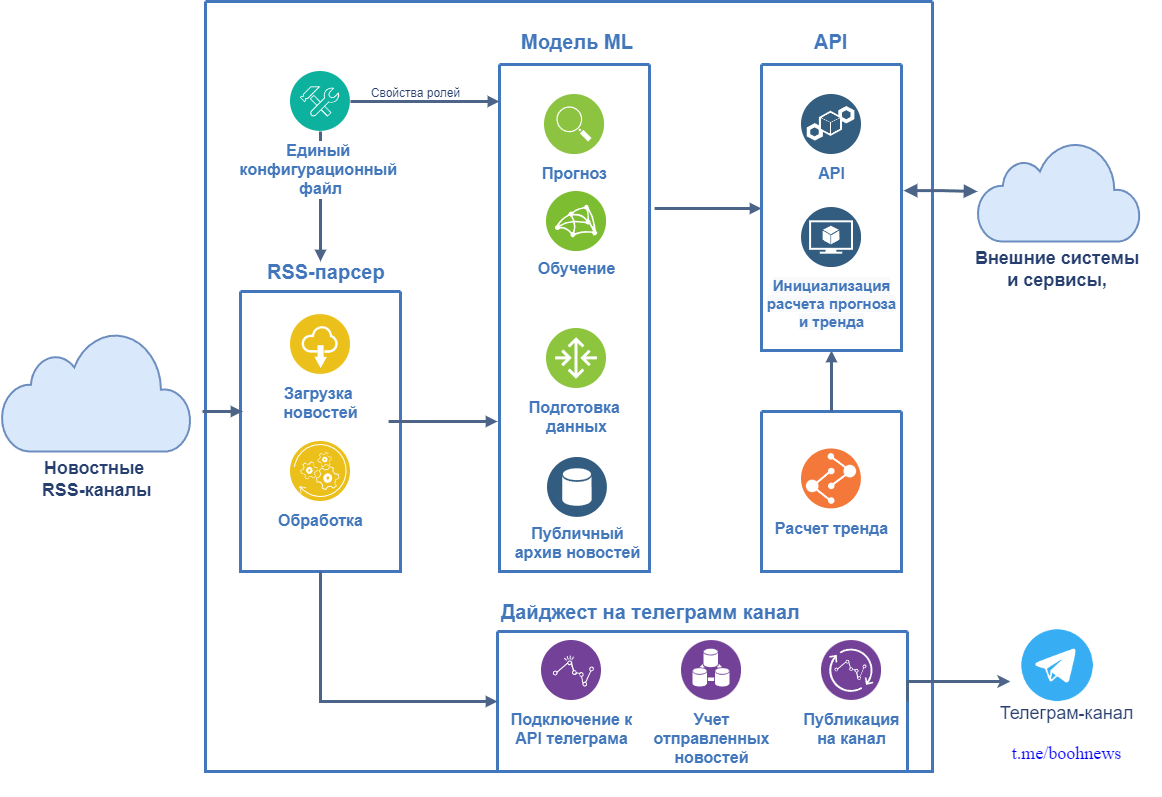 Модель ML
API
Свойства ролей
Единый
конфигурационный
файл
Прогноз
API
Обучение
Инициализация
расчета прогноза
и тренда
Внешние системы
и сервисы,
RSS-парсер
Загрузка
новостей
Обработка
Новостные
RSS-каналы
Подготовка
данных
Публичный
архив новостей
Расчет тренда
Дайджест на телеграмм канал
Подключение к
API телеграма
Учет
отправленных
новостей
Публикация
на канал
Телеграм-канал
t.me/boohnews